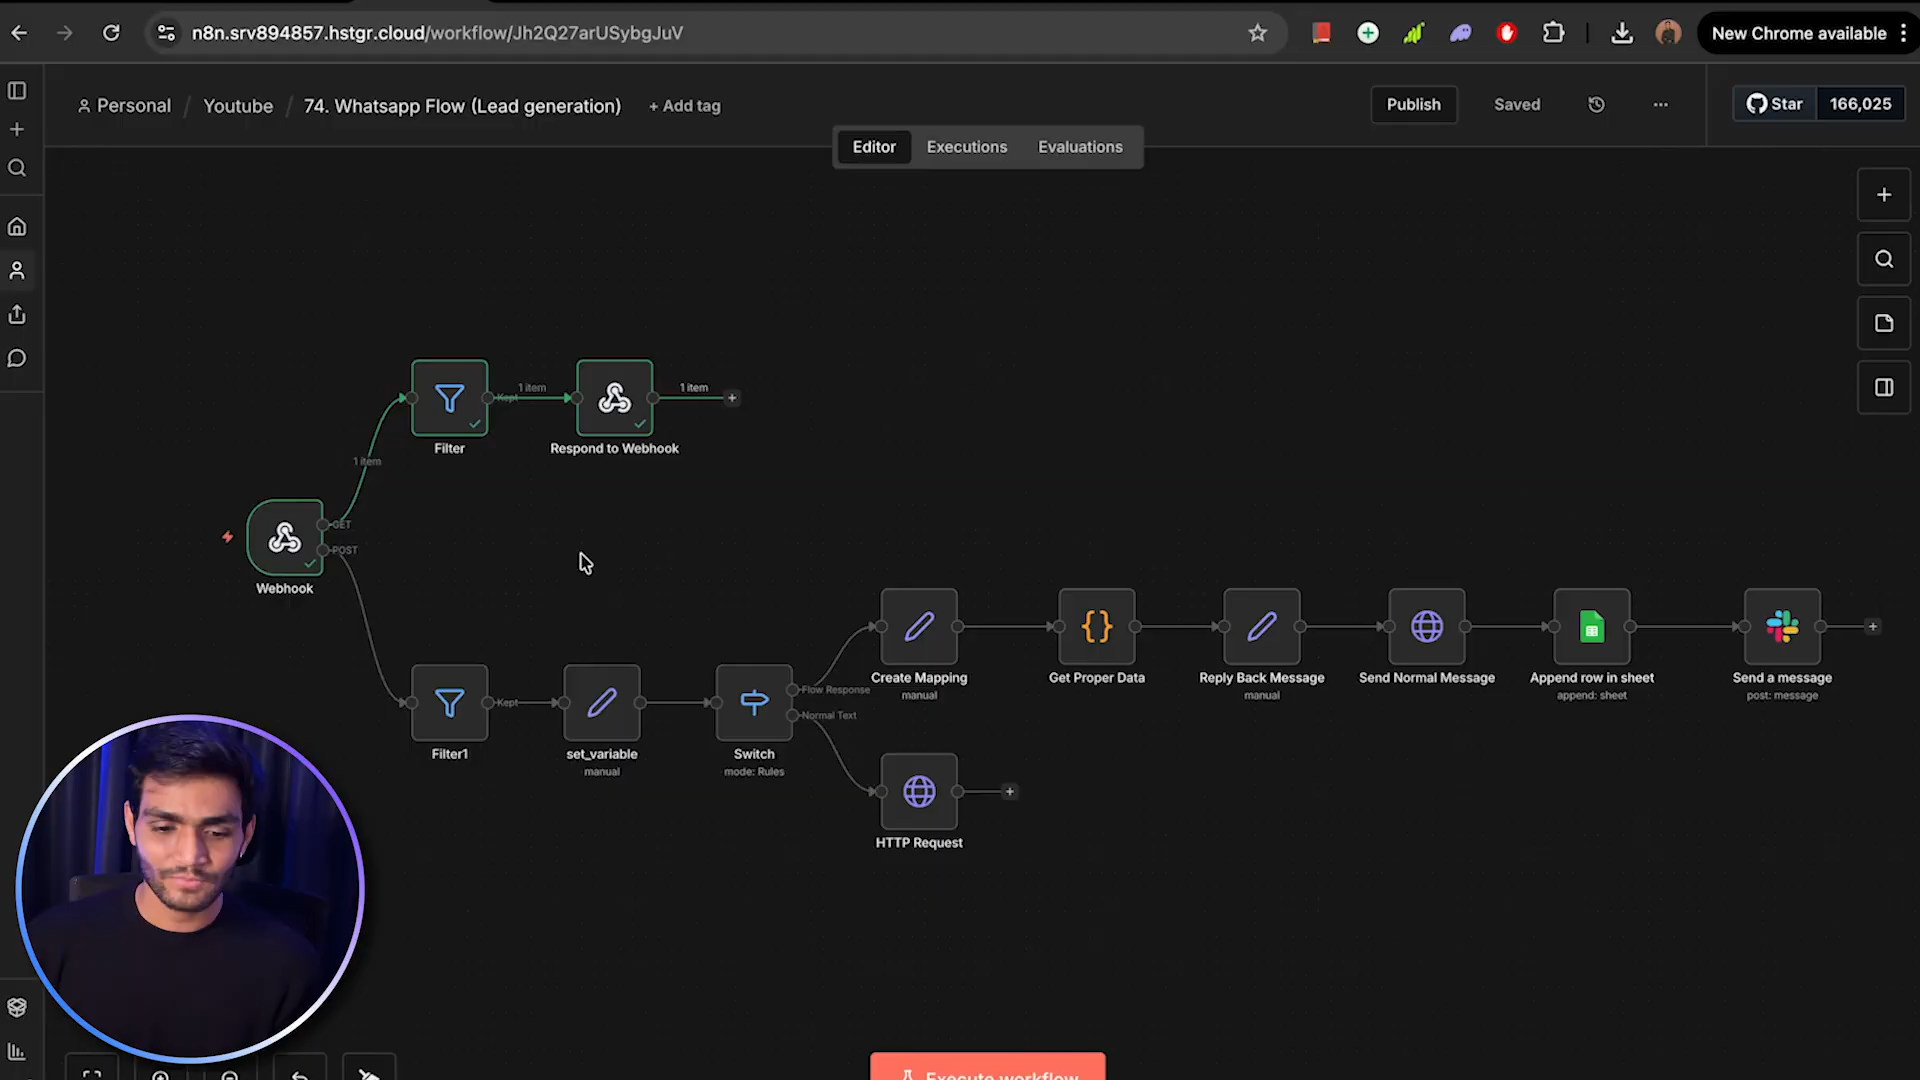 n8n.srv894857.hstgr.cloud/workflow/Jh2Q27arUSybgJuV
New Chrome available
Personal / Youtube / 74. Whatsapp Flow (Lead generation) + Add tag
Publish
Saved
Star 166,025
Editor Executions Evaluations
1 item
Kept
1 item
Filter
Respond to Webhook
1 item
GET
POST
Webhook
Kept
Filter1
set_variable
manual
Switch
mode: Rules
Flow Response
Normal Text
Create Mapping
manual
Get Proper Data
Reply Back Message
manual
Send Normal Message
Append row in sheet
append: sheet
Send a message
post: message
HTTP Request
Execute workflow